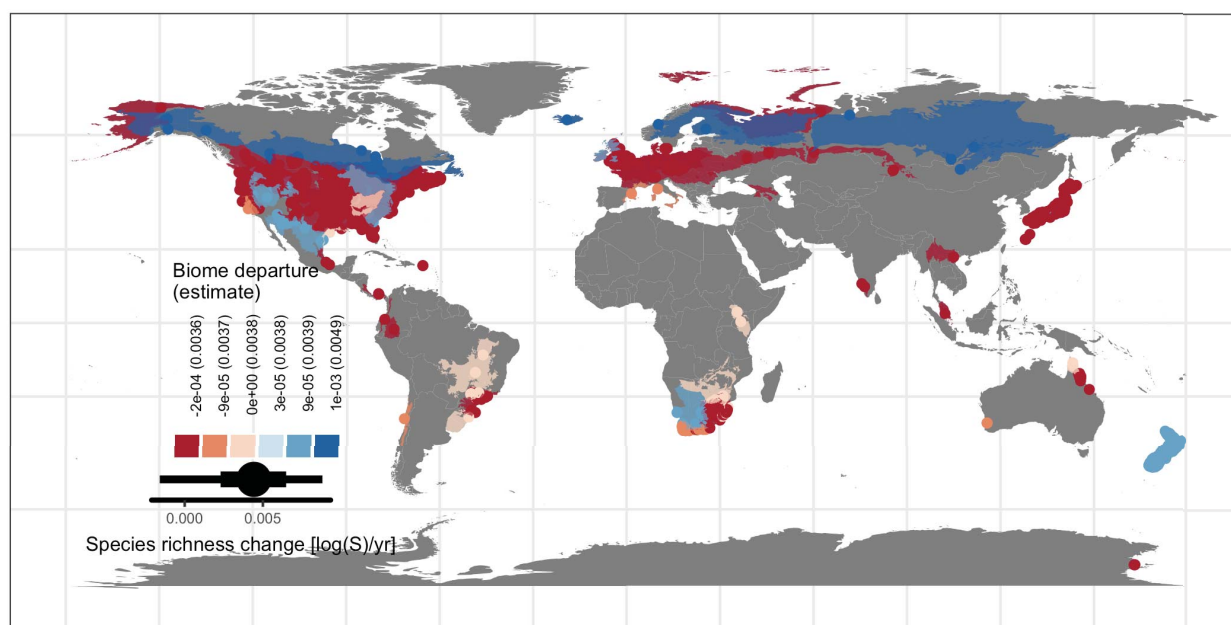 Biome departure
(estimate)
-2e-04 (0.0036)
-9e-05 (0.0037)
0e+00 (0.0038)
3e-05 (0.0038)
9e-05 (0.0039)
1e-03 (0.0049)
0.000 0.005
Species richness change [log(S)/yr]